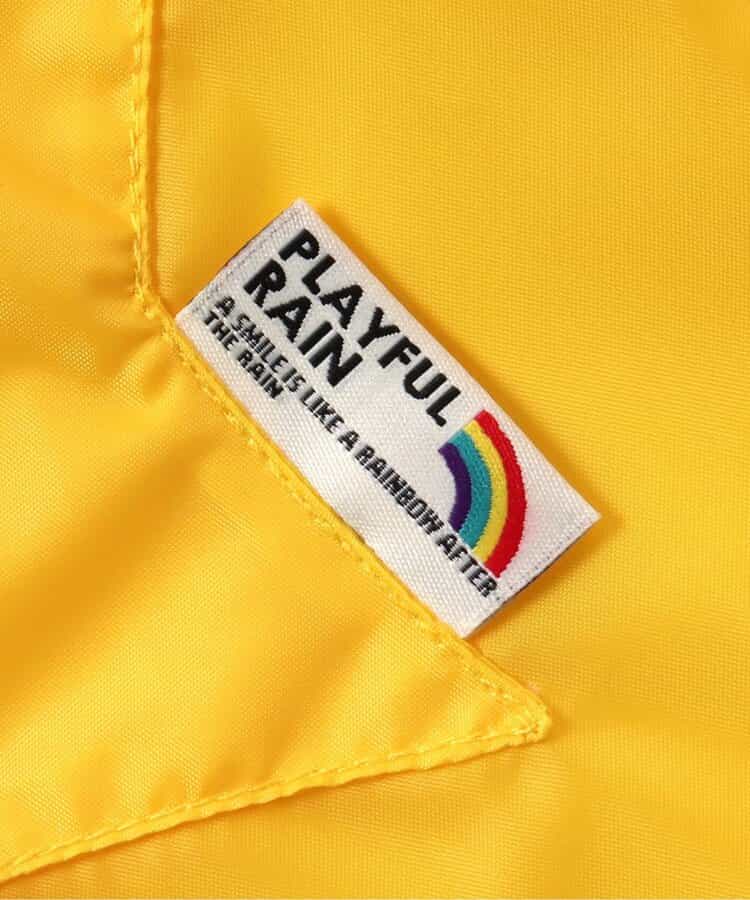 PLAYFUL
RAIN
A SMILE IS LIKE A RAINBOW AFTER
THE RAIN